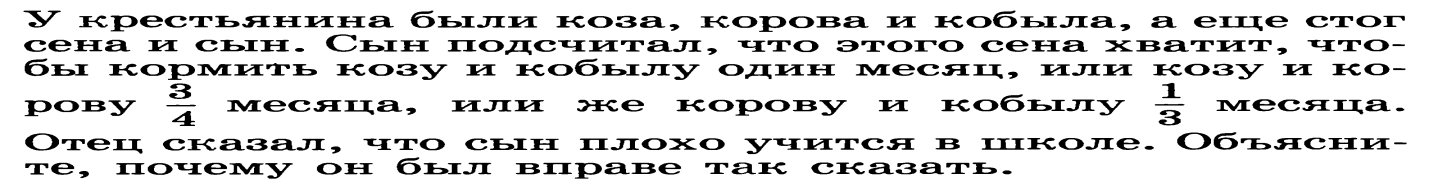 У крестьянина были коза, корова и кобыла, а еще стог
сена и сын. Сын подсчитал, что этого сена хватит, что-
бы кормить козу и кобылу один месяц, или козу и ко-
рову 3/4 месяца, или же корову и кобылу 1/3 месяца.
Отец сказал, что сын плохо учится в школе. Объясни-
те, почему он был вправе так сказать.